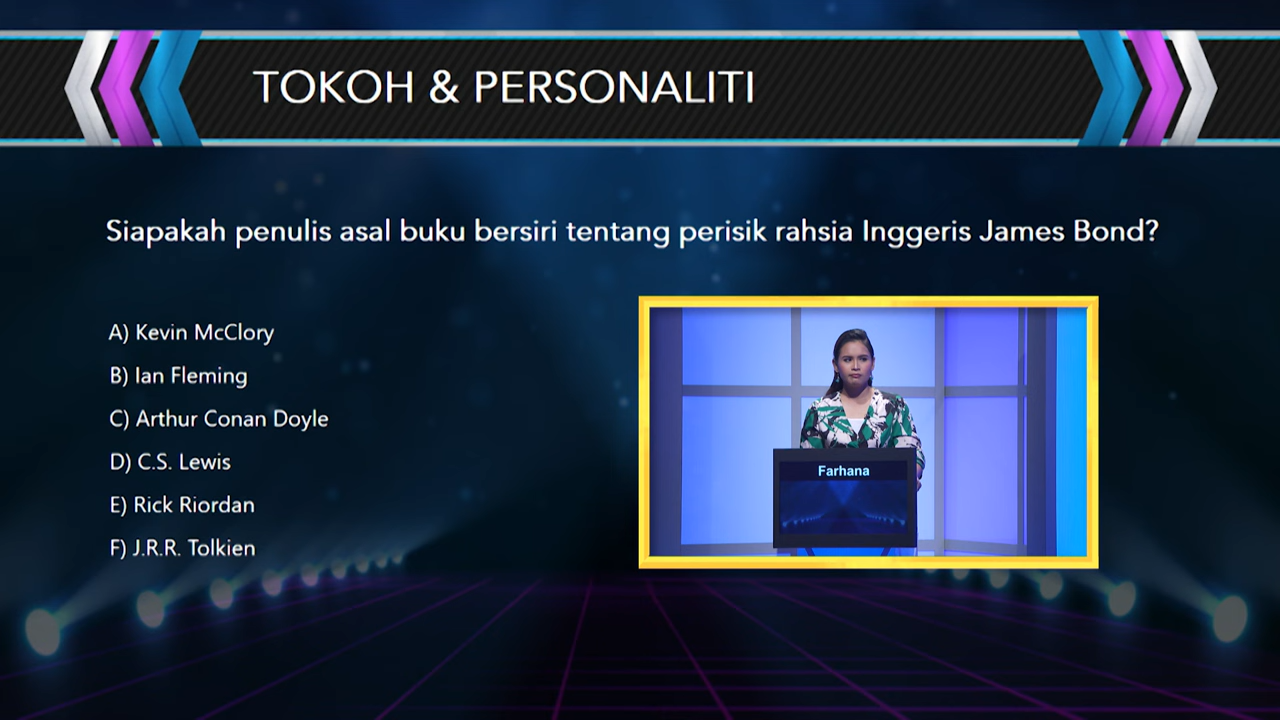 TOKOH & PERSONALITI
Siapakah penulis asal buku bersiri tentang perisik rahsia Inggeris James Bond?
A) Kevin McClory
B) Ian Fleming
C) Arthur Conan Doyle
D) C.S. Lewis
E) Rick Riordan
F) J.R.R. Tolkien
Farhana